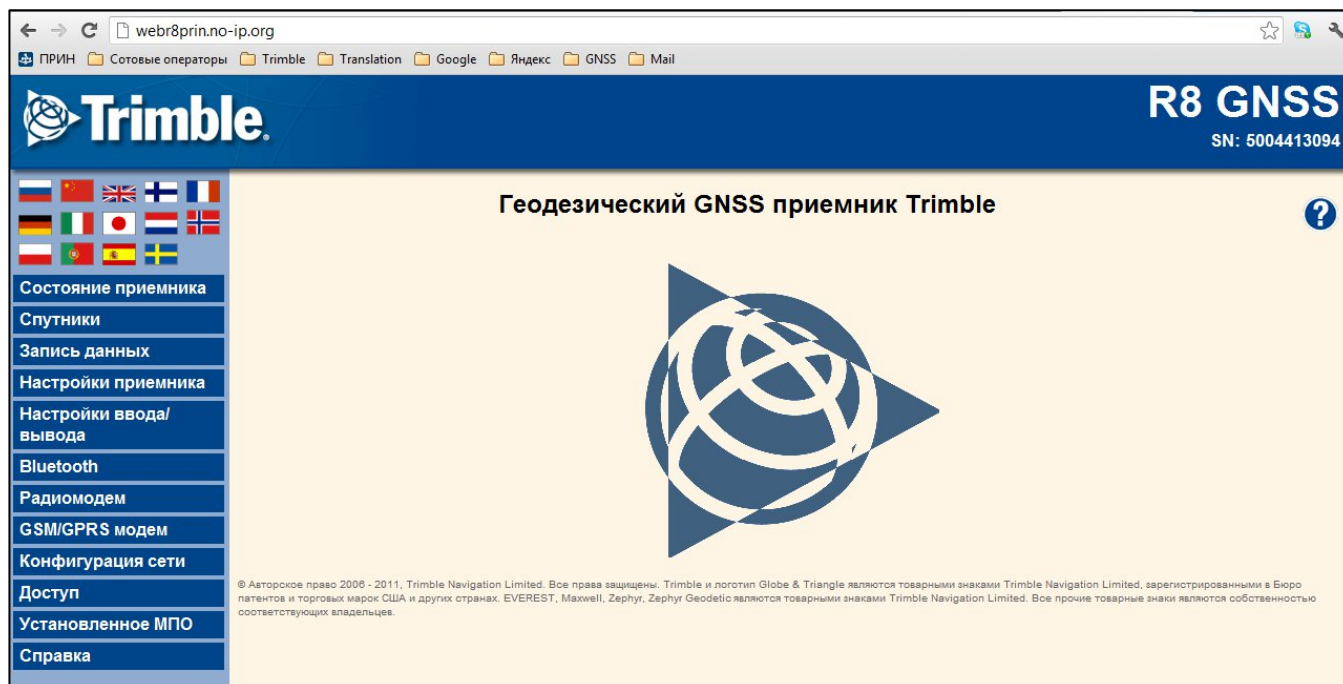 webr8prin.no-ip.org
ПРИН Сотовые операторы Trimble Translation Google Яндекс GNSS Mail
Trimble.
R8 GNSS
SN: 5004413094
Геодезический GNSS приемник Trimble
?
Состояние приемника
Спутники
Запись данных
Настройки приемника
Настройки ввода/
вывода
Bluetooth
Радиомодем
GSM/GPRS модем
Конфигурация сети
Доступ
Установленное МПО
Справка
© Авторское право 2006 - 2011, Trimble Navigation Limited. Все права защищены. Trimble и логотип Globe & Triangle являются товарными знаками Trimble Navigation Limited, зарегистрированными в Бюро
патентов и торговых марок США и других странах. EVEREST, Maxwell, Zephyr, Zephyr Geodetic являются товарными знаками Trimble Navigation Limited. Все прочие товарные знаки являются собственностью
соответствующих владельцев.